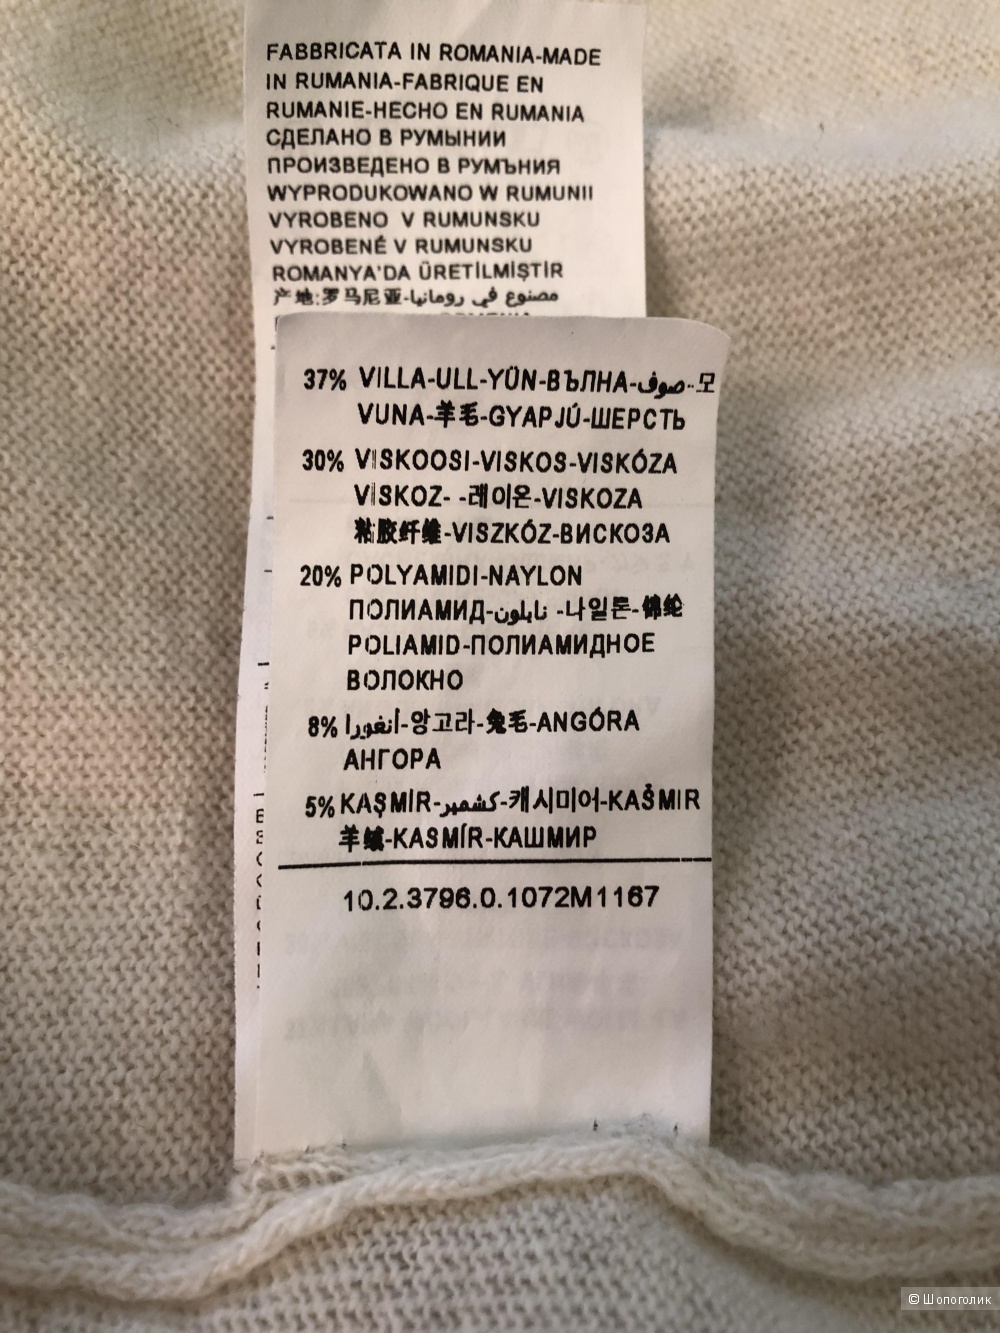 FABBRICATA IN ROMANIA-MADE
IN RUMANIA-FABRIQUE EN
RUMANIE-HECHO EN RUMANIA
СДЕЛАНО В РУМЫНИИ
ПРОИЗВЕДЕНО В РУМЪНИЯ
WYPRODUKOWANO W RUMUNII
VYROBENO V RUMUNSKU
VYROBENÉ V RUMUNSKU
ROMANYA'DA ÜRETİLMİŞTİR
产地:罗马尼亚-مصنوع في رومانيا
37% VILLA-ULL-YÜN-ВЪЛНА-صوف-모
VUNA-羊毛-GYAPJÚ-ШЕРСТЬ
30% VISKOOSI-VISKOS-VISKÓZA
VISKOZ- -레이온-VISKOZA
粘胶纤维-VISZKÓZ-ВИСКОЗА
20% POLYAMIDI-NAYLON
ПОЛИАМИД-نايلون -나일론-锦纶
POLIAMID-ПОЛИАМИДНОЕ
ВОЛОКНО
8% أنغورا-앙고라-兔毛-ANGÓRA
АНГОРА
5% KAŞMİR-كشمير-캐시미어-KAŠMIR
羊绒-KASMÍR-КАШМИР
10.2.3796.0.1072M1167
© Шопоголик